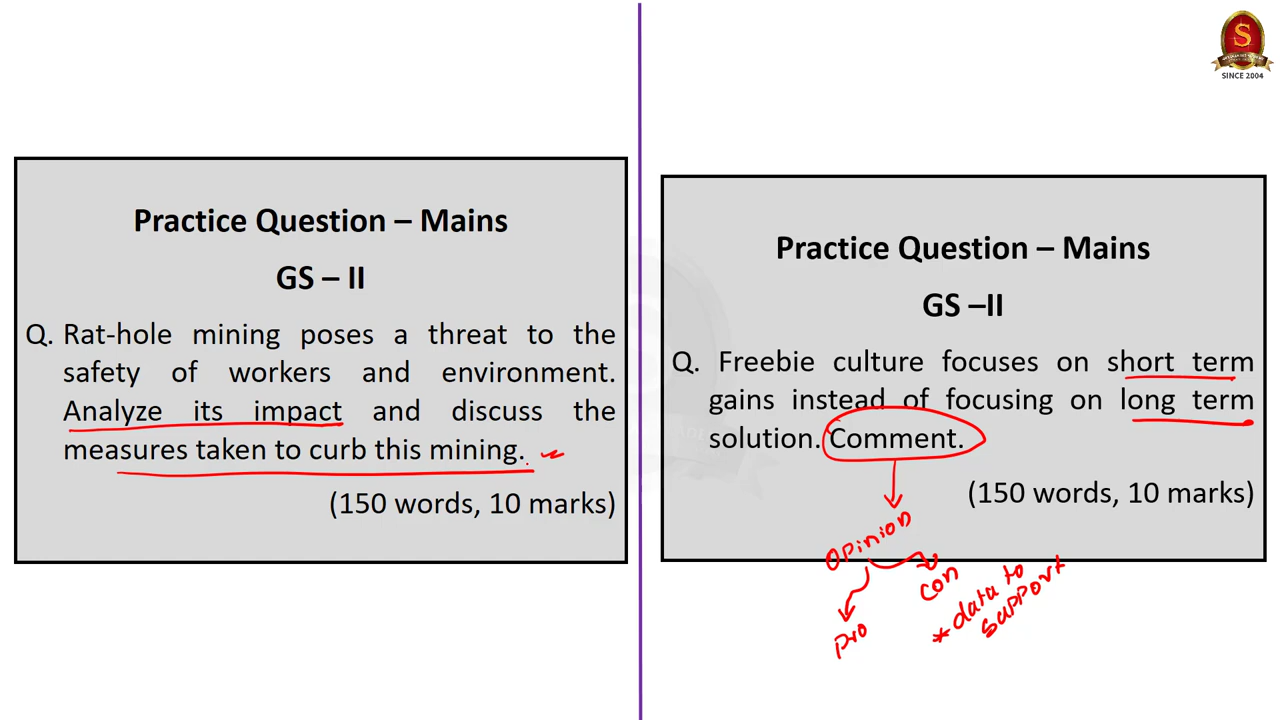 S
SINCE 2004
Practice Question – Mains
GS – II
Q. Rat-hole mining poses a threat to the
safety of workers and environment.
Analyze its impact and discuss the
measures taken to curb this mining.
(150 words, 10 marks)
Practice Question – Mains
GS –II
Q. Freebie culture focuses on short term
gains instead of focusing on long term
solution. Comment.
(150 words, 10 marks)
opinion
con
pro
* data to
support